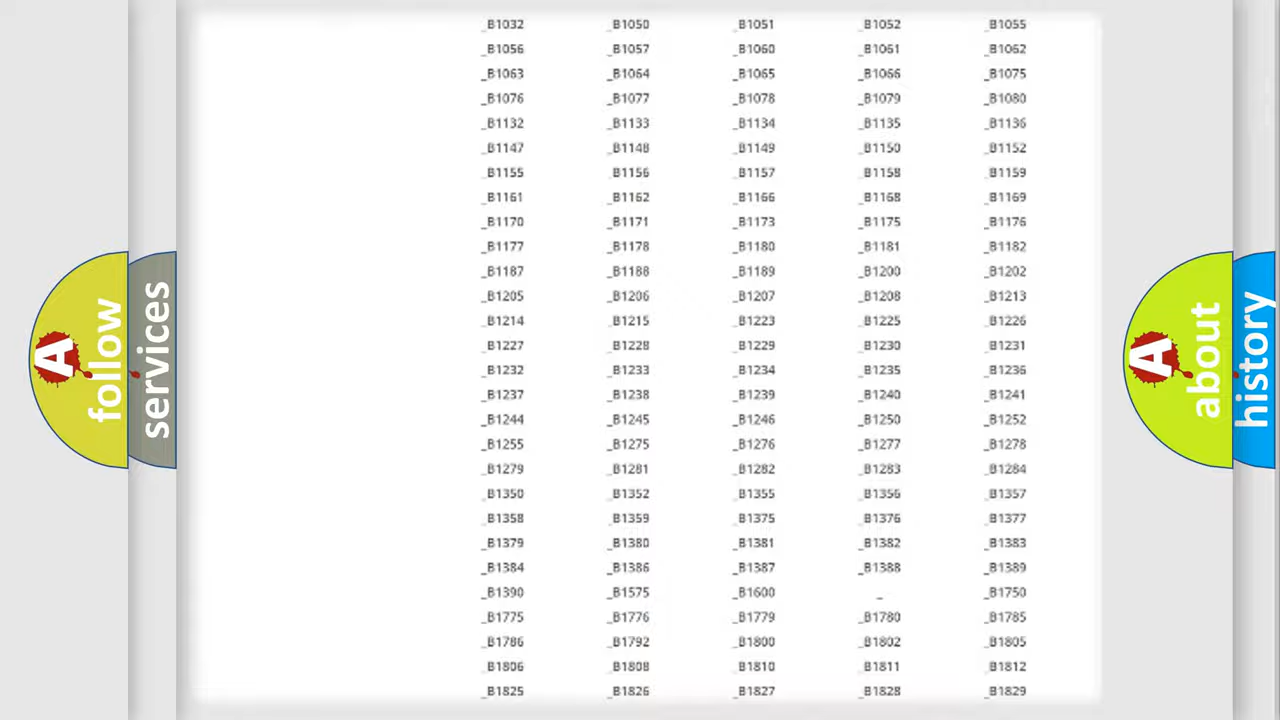 _B1032 _B1050 _B1051 _B1052 _B1055
_B1056 _B1057 _B1060 _B1061 _B1062
_B1063 _B1064 _B1065 _B1066 _B1075
_B1076 _B1077 _B1078 _B1079 _B1080
_B1132 _B1133 _B1134 _B1135 _B1136
_B1147 _B1148 _B1149 _B1150 _B1152
_B1155 _B1156 _B1157 _B1158 _B1159
_B1161 _B1162 _B1166 _B1168 _B1169
_B1170 _B1171 _B1173 _B1175 _B1176
_B1177 _B1178 _B1180 _B1181 _B1182
_B1187 _B1188 _B1189 _B1200 _B1202
_B1205 _B1206 _B1207 _B1208 _B1213
_B1214 _B1215 _B1223 _B1225 _B1226
_B1227 _B1228 _B1229 _B1230 _B1231
_B1232 _B1233 _B1234 _B1235 _B1236
_B1237 _B1238 _B1239 _B1240 _B1241
_B1244 _B1245 _B1246 _B1250 _B1252
_B1255 _B1275 _B1276 _B1277 _B1278
_B1279 _B1281 _B1282 _B1283 _B1284
_B1350 _B1352 _B1355 _B1356 _B1357
_B1358 _B1359 _B1375 _B1376 _B1377
_B1379 _B1380 _B1381 _B1382 _B1383
_B1384 _B1386 _B1387 _B1388 _B1389
_B1390 _B1575 _B1600 _ _B1750
_B1775 _B1776 _B1779 _B1780 _B1785
_B1786 _B1792 _B1800 _B1802 _B1805
_B1806 _B1808 _B1810 _B1811 _B1812
_B1825 _B1826 _B1827 _B1828 _B1829
A
follow
services
A
about
history